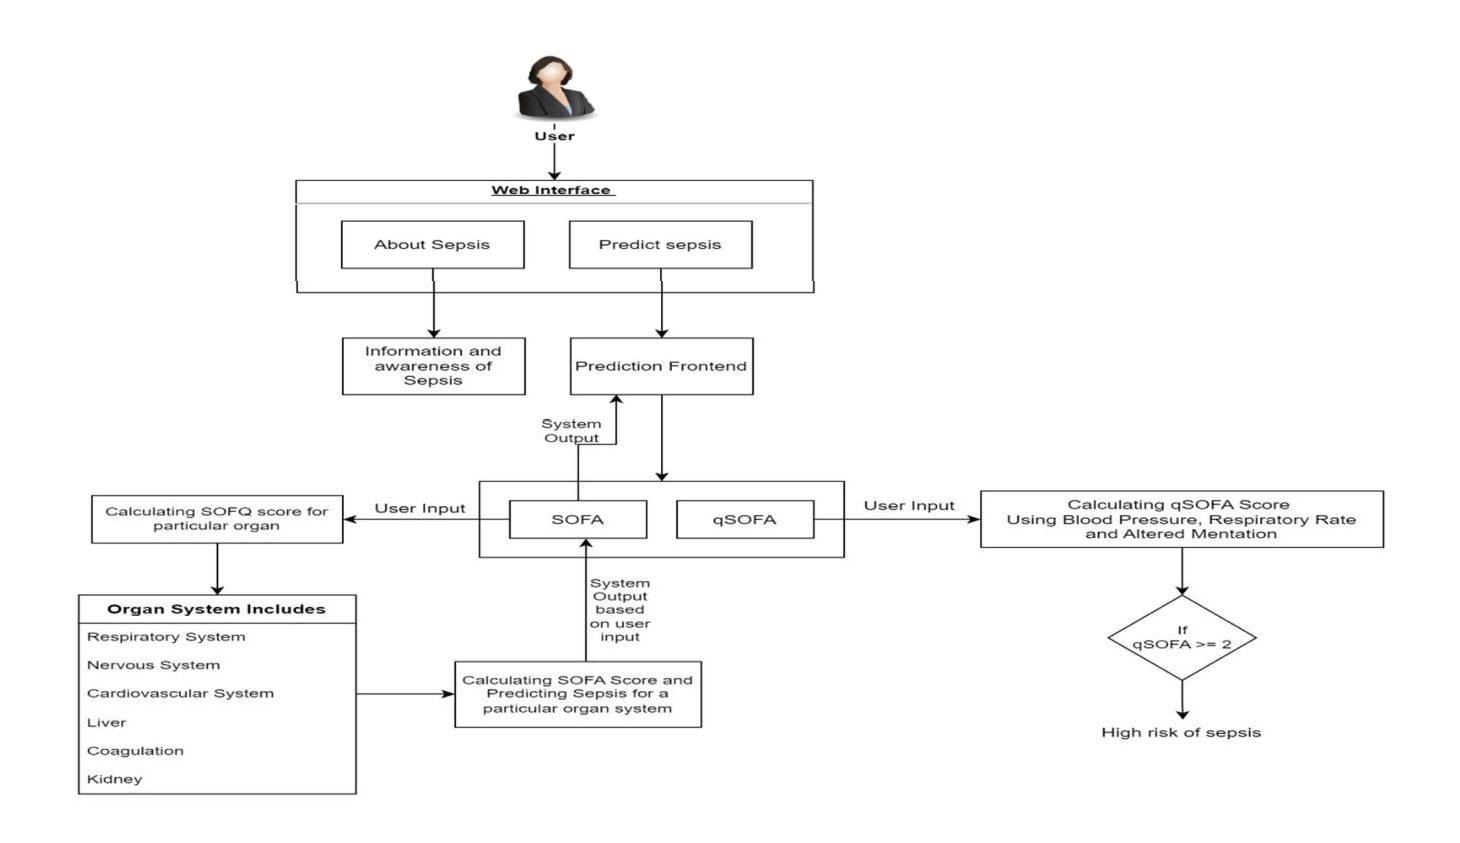 User
Web Interface
About Sepsis
Predict sepsis
Information and
awareness of
Sepsis
Prediction Frontend
System
Output
Calculating SOFQ score for
particular organ
User Input
SOFA
qSOFA
User Input
Calculating qSOFA Score
Using Blood Pressure, Respiratory Rate
and Altered Mentation
System
Output
based
on user
input
Organ System Includes
Respiratory System
Nervous System
Cardiovascular System
Liver
Coagulation
Kidney
Calculating SOFA Score and
Predicting Sepsis for a
particular organ system
If
qSOFA >= 2
High risk of sepsis